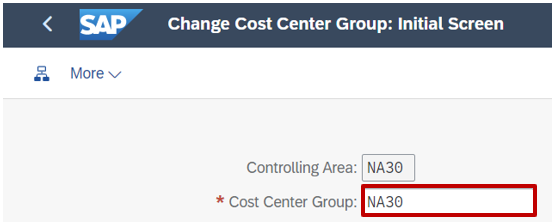 SAP Change Cost Center Group: Initial Screen
More
Controlling Area: NA30
* Cost Center Group: NA30